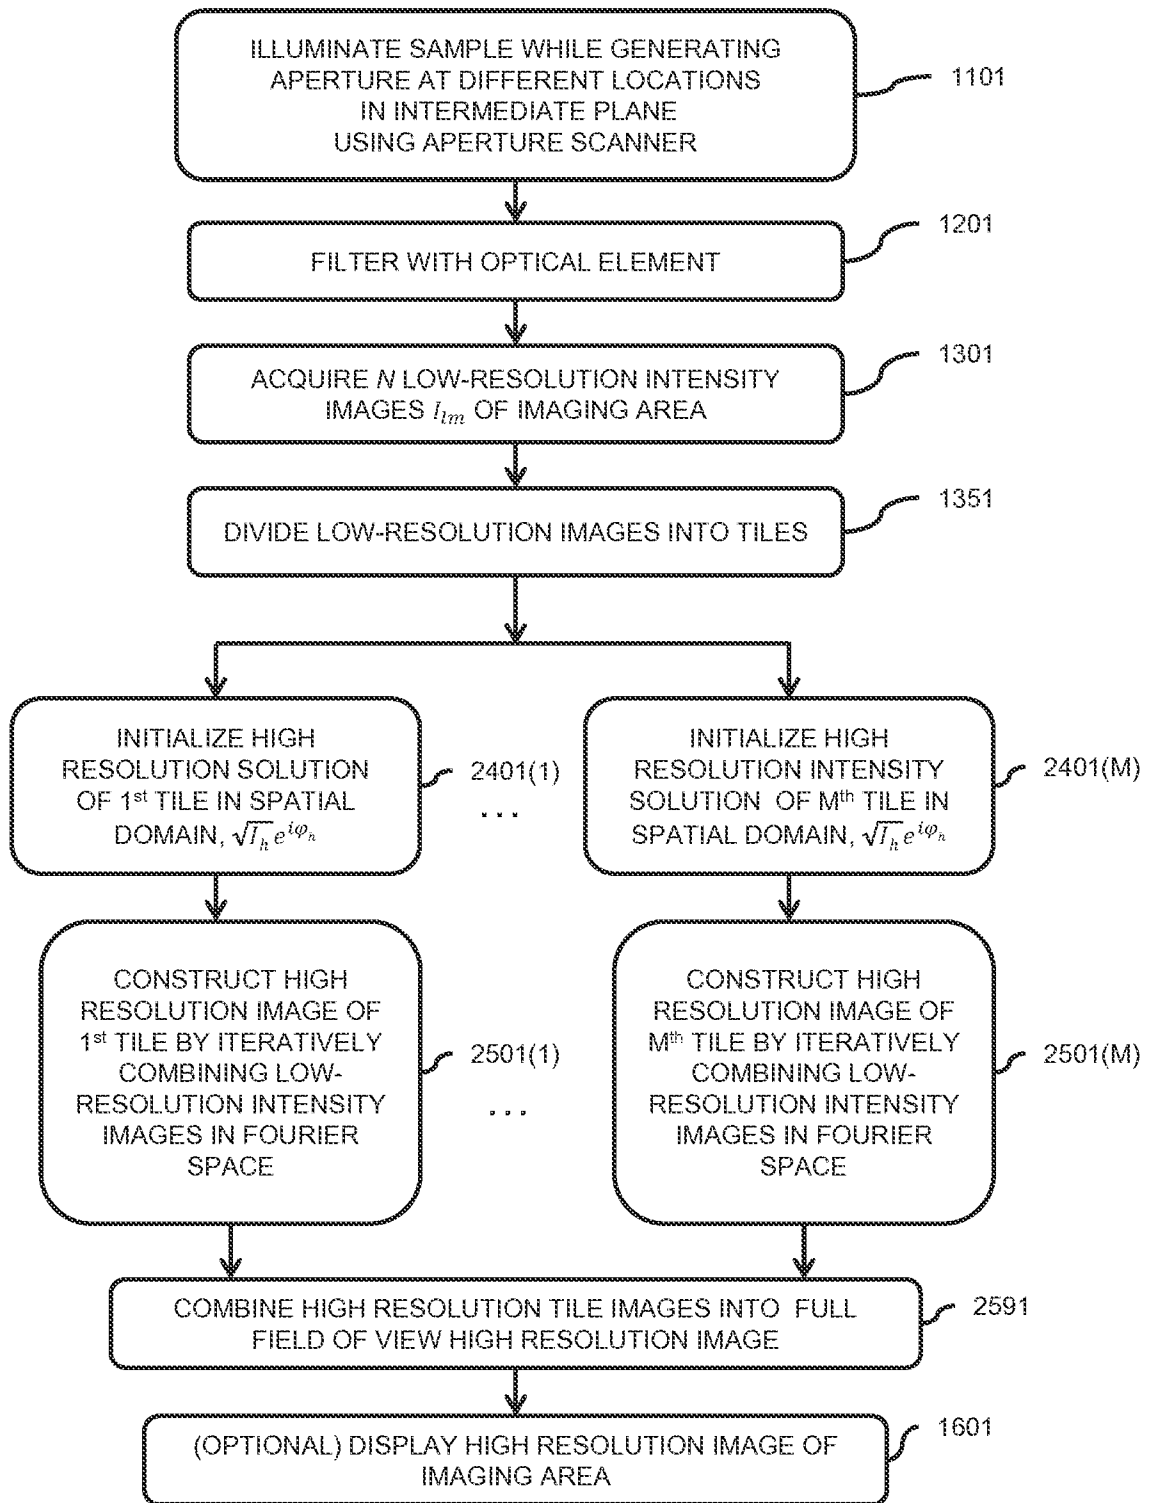 ILLUMINATE SAMPLE WHILE GENERATING
APERTURE AT DIFFERENT LOCATIONS
IN INTERMEDIATE PLANE
USING APERTURE SCANNER
1101
FILTER WITH OPTICAL ELEMENT
1201
ACQUIRE N LOW-RESOLUTION INTENSITY
IMAGES I_{lm} OF IMAGING AREA
1301
DIVIDE LOW-RESOLUTION IMAGES INTO TILES
1351
INITIALIZE HIGH
RESOLUTION SOLUTION
OF 1st TILE IN SPATIAL
DOMAIN, √I_h e^{iφ_h}
2401(1)
...
INITIALIZE HIGH
RESOLUTION INTENSITY
SOLUTION OF Mth TILE IN
SPATIAL DOMAIN, √I_h e^{iφ_h}
2401(M)
CONSTRUCT HIGH
RESOLUTION IMAGE OF
1st TILE BY ITERATIVELY
COMBINING LOW-
RESOLUTION INTENSITY
IMAGES IN FOURIER
SPACE
2501(1)
...
CONSTRUCT HIGH
RESOLUTION IMAGE OF
Mth TILE BY ITERATIVELY
COMBINING LOW-
RESOLUTION INTENSITY
IMAGES IN FOURIER
SPACE
2501(M)
COMBINE HIGH RESOLUTION TILE IMAGES INTO FULL
FIELD OF VIEW HIGH RESOLUTION IMAGE
2591
(OPTIONAL) DISPLAY HIGH RESOLUTION IMAGE OF
IMAGING AREA
1601